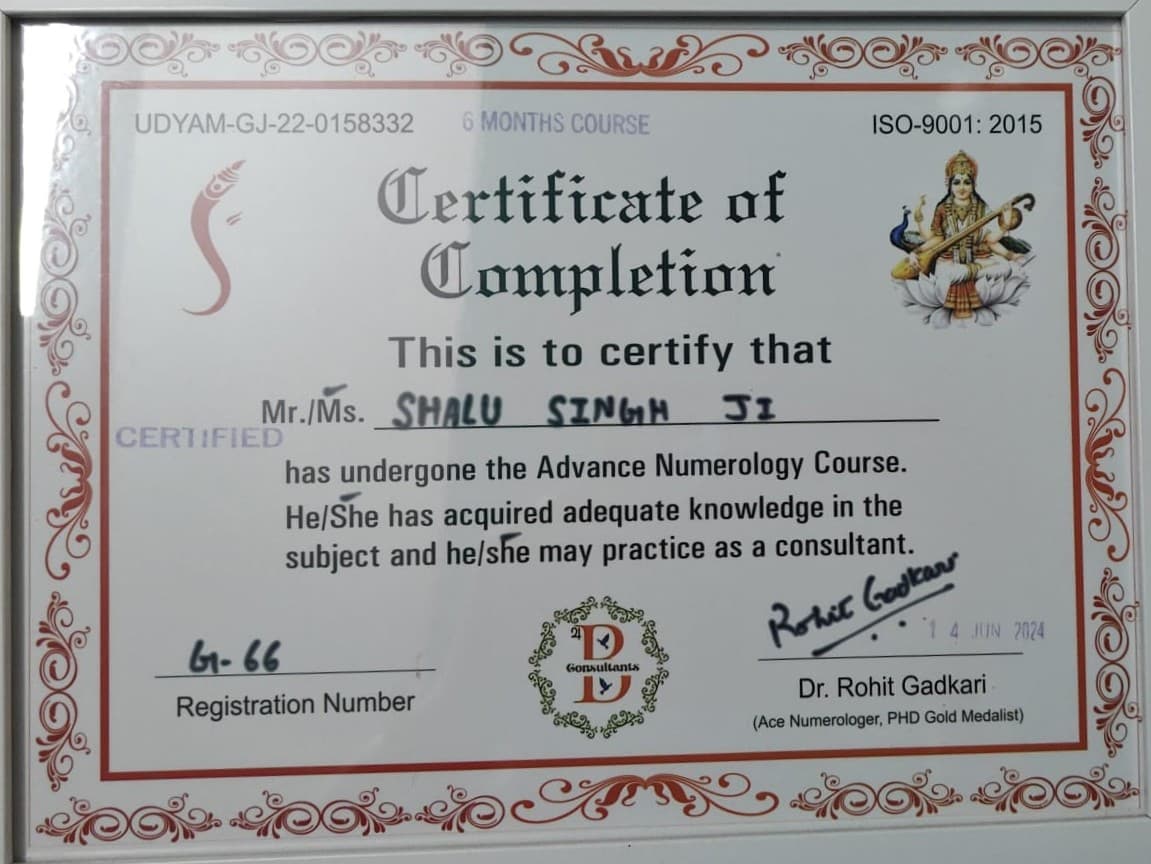 UDYAM-GJ-22-0158332
6 MONTHS COURSE
ISO-9001: 2015
Certificate of
Completion
This is to certify that
Mr./Ms. SHALU SINGH JI
CERTIFIED
has undergone the Advance Numerology Course.
He/She has acquired adequate knowledge in the
subject and he/she may practice as a consultant.
Rohit Gadkari
14 JUN 2024
G-66
Registration Number
Consultants
Dr. Rohit Gadkari
(Ace Numerologer, PHD Gold Medalist)